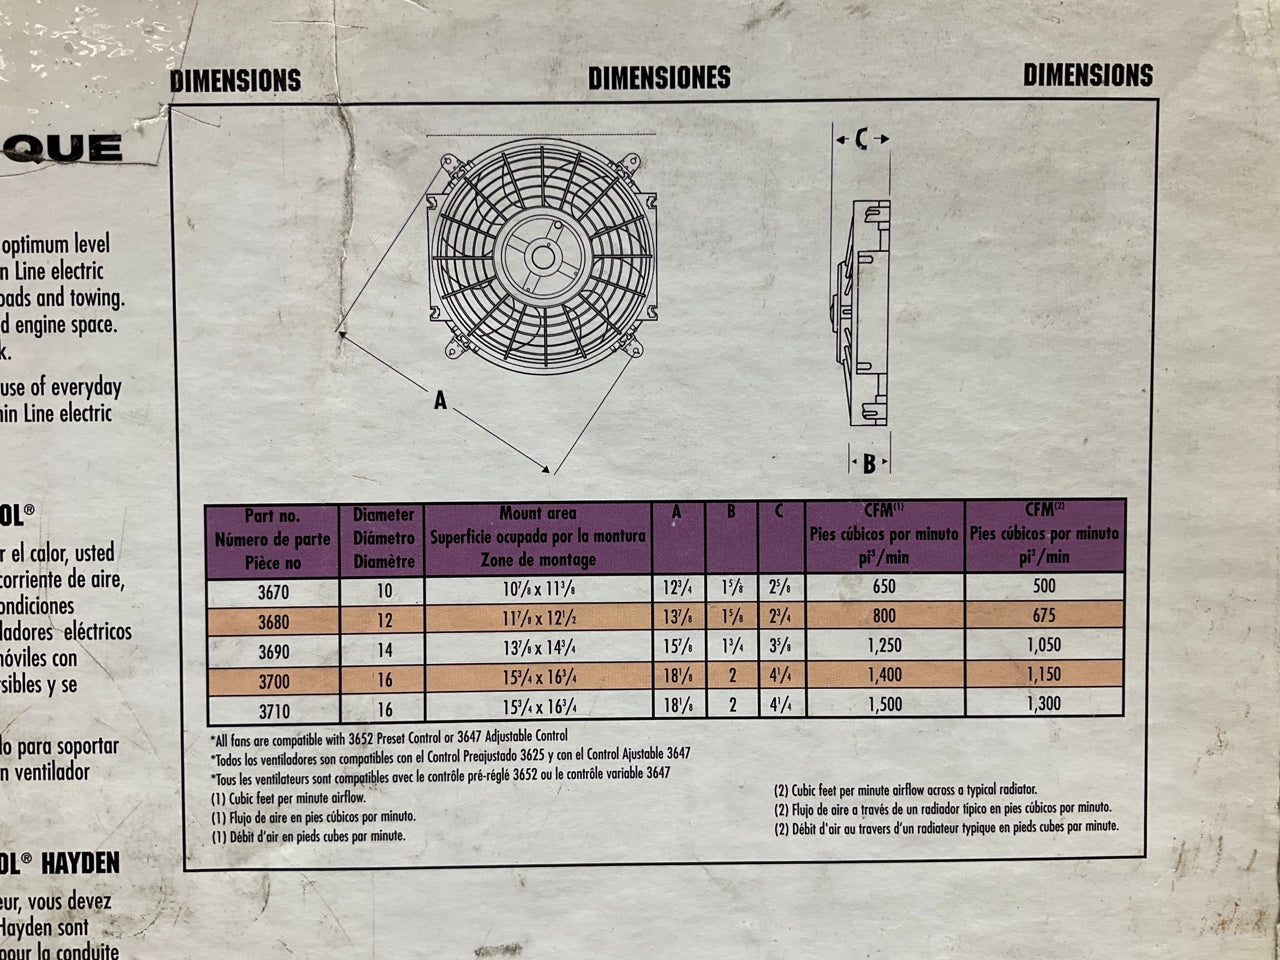 DIMENSIONS DIMENSIONES DIMENSIONS
QUE
optimum level
Line electric
and towing.
engine space.
use of everyday
Line electric
OL®
r el calor, usted
corriente de aire,
ondiciones
ladores eléctricos
móviles con
sibles y se
lo para soportar
n ventilador
OL® HAYDEN
eur, vous devez
Hayden sont
pour la conduite
C
A
B
Part no. Diameter Mount area A B C CFM(1) CFM(2)
Número de parte Diámetro Superficie ocupada por la montura Pies cúbicos por minuto Pies cúbicos por minuto
Pièce no Diamètre Zone de montage pi³/min pi³/min
3670 10 10⁷/₈ x 11³/₈ 12³/₄ 1⁵/₈ 2⁵/₈ 650 500
3680 12 11⁷/₈ x 12¹/₂ 13⁷/₈ 1⁵/₈ 2³/₄ 800 675
3690 14 13⁷/₈ x 14³/₄ 15⁷/₈ 1³/₄ 3⁵/₈ 1,250 1,050
3700 16 15³/₄ x 16³/₄ 18¹/₈ 2 4¹/₄ 1,400 1,150
3710 16 15³/₄ x 16³/₄ 18¹/₈ 2 4¹/₄ 1,500 1,300
*All fans are compatible with 3652 Preset Control or 3647 Adjustable Control
*Todos los ventiladores son compatibles con el Control Preajustado 3625 y con el Control Ajustable 3647
*Tous les ventilateurs sont compatibles avec le contrôle pré-réglé 3652 ou le contrôle variable 3647
(1) Cubic feet per minute airflow.
(1) Flujo de aire en pies cúbicos por minuto.
(1) Débit d'air en pieds cubes par minute.
(2) Cubic feet per minute airflow across a typical radiator.
(2) Flujo de aire a través de un radiador típico en pies cúbicos por minuto.
(2) Débit d'air au travers d'un radiateur typique en pieds cubes par minute.